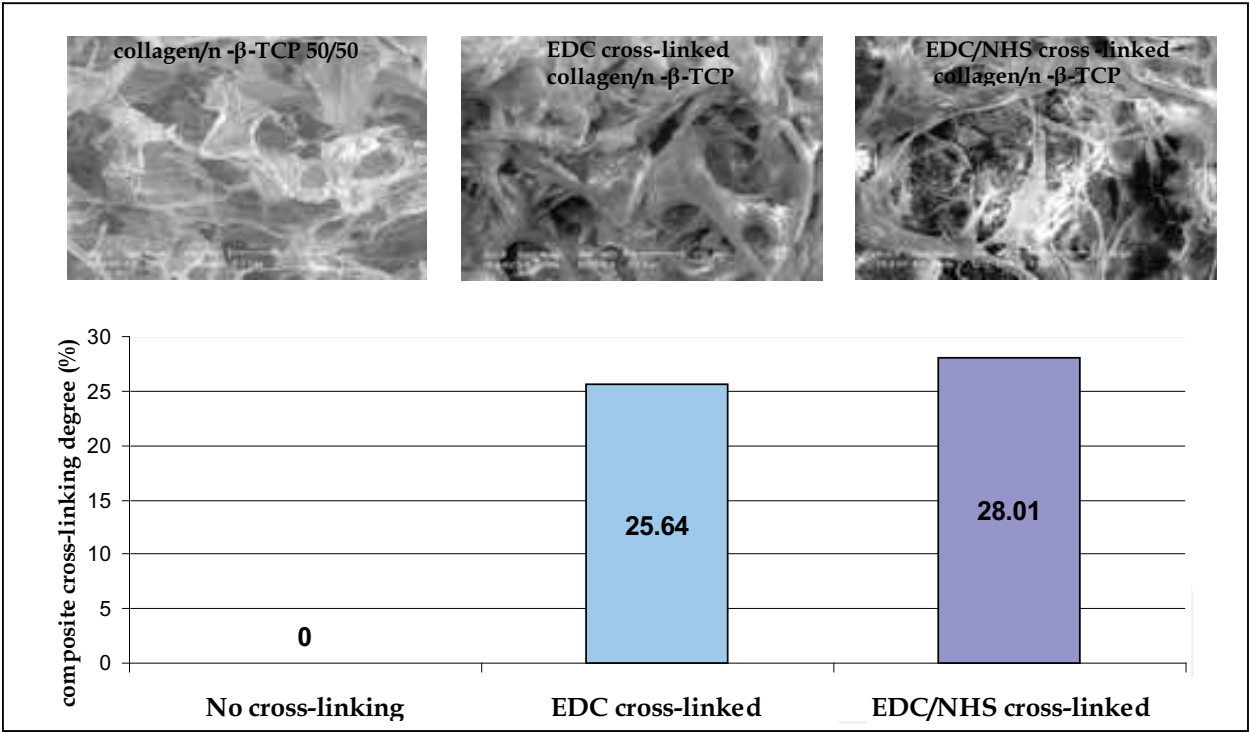 collagen/n -β-TCP 50/50
EDC cross-linked
collagen/n -β-TCP
EDC/NHS cross -linked
collagen/n -β-TCP
composite cross-linking degree (%)
30
25
20
15
10
5
0
0
25.64
28.01
No cross-linking
EDC cross-linked
EDC/NHS cross-linked